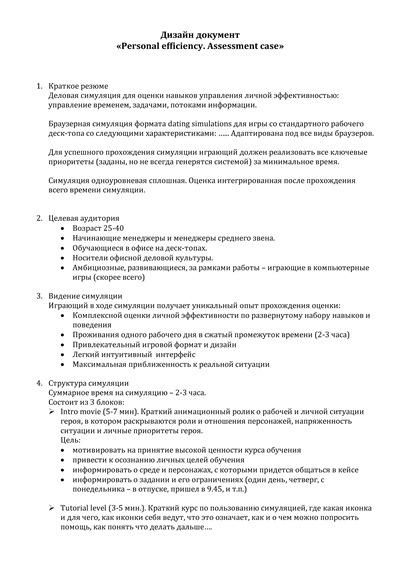 Дизайн документ
«Personal efficiency. Assessment case»
1. Краткое резюме
Деловая симуляция для оценки навыков управления личной эффективностью:
управление временем, задачами, потоками информации.
Браузерная симуляция формата dating simulations для игры со стандартного рабочего
деск-топа со следующими характеристиками: ...... Адаптирована под все виды браузеров.
Для успешного прохождения симуляции играющий должен реализовать все ключевые
приоритеты (заданы, но не всегда генерятся системой) за минимальное время.
Симуляция одноуровневая сплошная. Оценка интегрированная после прохождения
всего времени симуляции.
2. Целевая аудитория
• Возраст 25-40
• Начинающие менеджеры и менеджеры среднего звена.
• Обучающиеся в офисе на деск-топах.
• Носители офисной деловой культуры.
• Амбициозные, развивающиеся, за рамками работы – играющие в компьютерные
игры (скорее всего)
3. Видение симуляции
Играющий в ходе симуляции получает уникальный опыт прохождения оценки:
• Комплексной оценки личной эффективности по развернутому набору навыков и
поведения
• Проживания одного рабочего дня в сжатый промежуток времени (2-3 часа)
• Привлекательный игровой формат и дизайн
• Легкий интуитивный интерфейс
• Максимальная приближенность к реальной ситуации
4. Структура симуляции
Суммарное время на симуляцию – 2-3 часа.
Состоит из 3 блоков:
➢ Intro movie (5-7 мин). Краткий анимационный ролик о рабочей и личной ситуации
героя, в котором раскрываются роли и отношения персонажей, напряженность
ситуации и личные приоритеты героя.
Цель:
• мотивировать на принятие высокой ценности курса обучения
• привести к осознанию личных целей обучения
• информировать о среде и персонажах, с которыми придется общаться в кейсе
• информировать о задании и его ограничениях (один день, четверг, с
понедельника – в отпуске, пришел в 9.45, и т.п.)
➢ Tutorial level (3-5 мин.). Краткий курс по пользованию симуляцией, где какая иконка
и для чего, как иконки себя ведут, что это означает, как и о чем можно попросить
помощь, как понять что делать дальше….